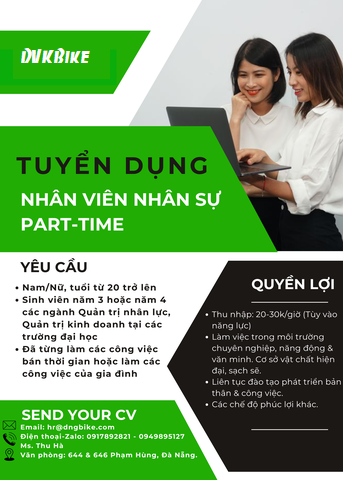 DVKBIKE
TUYỂN DỤNG
NHÂN VIÊN NHÂN SỰ
PART-TIME
YÊU CẦU
Nam/Nữ, tuổi từ 20 trở lên
Sinh viên năm 3 hoặc năm 4
các ngành Quản trị nhân lực,
Quản trị kinh doanh tại các
trường đại học
Đã từng làm các công việc
bán thời gian hoặc làm các
công việc của gia đình
QUYỀN LỢI
Thu nhập: 20-30k/giờ (Tùy vào
năng lực)
Làm việc trong môi trường
chuyên nghiệp, năng động &
văn minh. Cơ sở vật chất hiện
đại, sạch sẽ.
Liên tục đào tạo phát triển bản
thân & công việc.
Các chế độ phúc lợi khác.
SEND YOUR CV
Email: hr@dngbike.com
Điện thoại-Zalo: 0917892821 - 0949895127
Ms. Thu Hà
Văn phòng: 644 & 646 Phạm Hùng, Đà Nẵng.